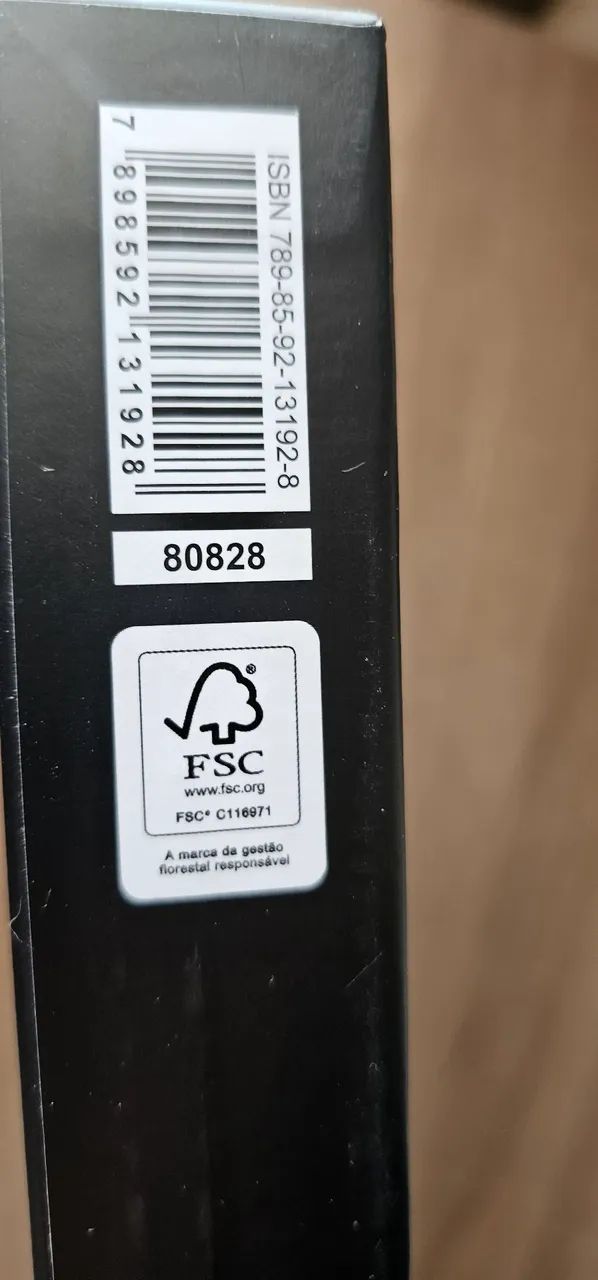 ISBN 789-85-92-13192-8
7 898592 131928
80828
®
FSC
www.fsc.org
FSC® C116971
A marca da gestão
florestal responsável